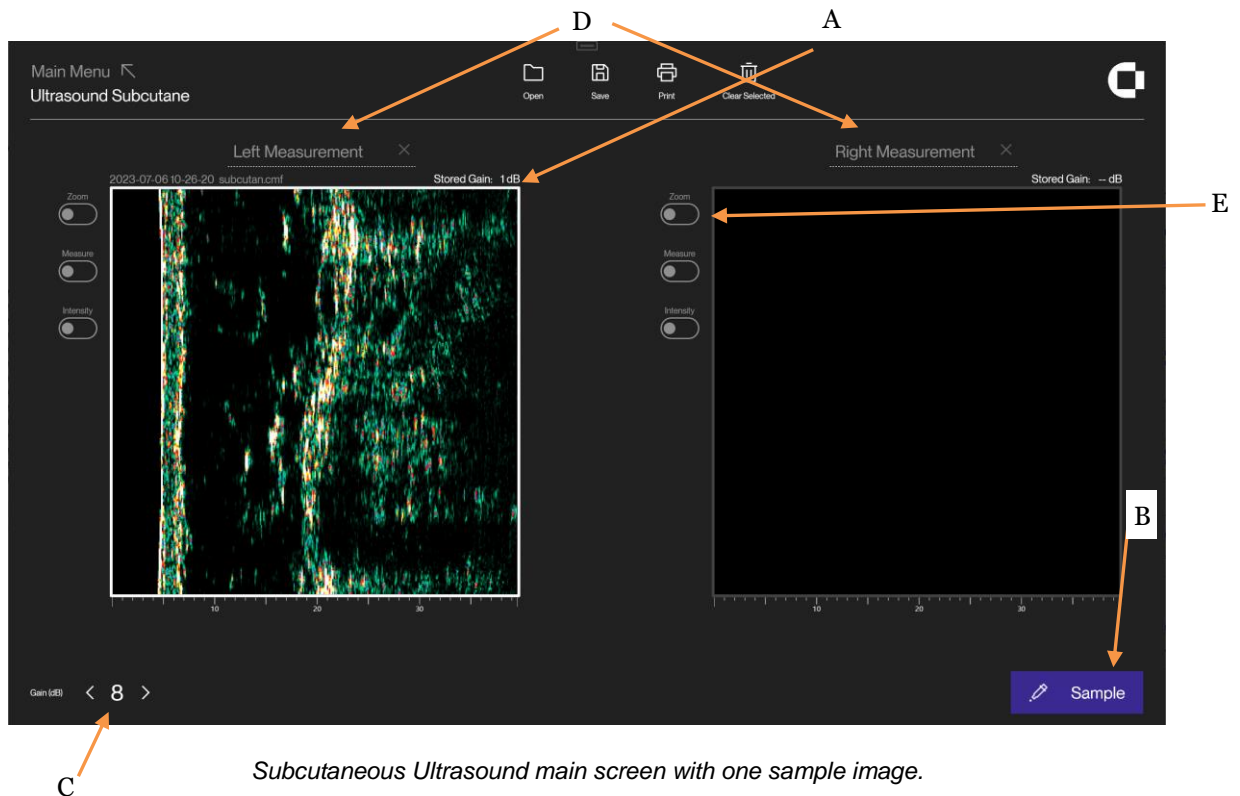 D
A
Main Menu
Ultrasound Subcutane
Open
Save
Print
Clear Selected
Left Measurement
Right Measurement
2023-07-06 10-26-20 subcutan.cmf
Stored Gain: 1 dB
Stored Gain: -- dB
Zoom
Zoom
E
Measure
Measure
Intensity
Intensity
B
10
20
30
10
20
30
Gain (dB) < 8 >
Sample
C
Subcutaneous Ultrasound main screen with one sample image.